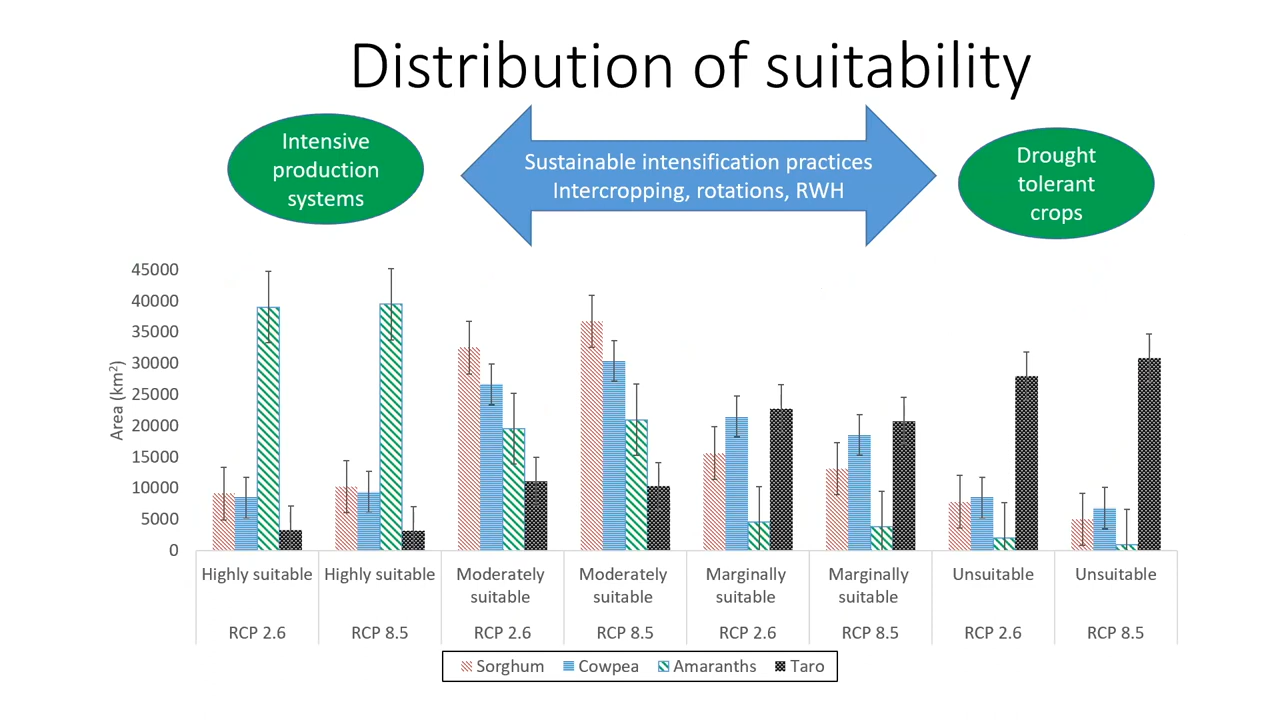 Distribution of suitability
Intensive
production
systems
Sustainable intensification practices
Intercropping, rotations, RWH
Drought
tolerant
crops
Area (km²)
45000
40000
35000
30000
25000
20000
15000
10000
5000
0
Highly suitable
Highly suitable
Moderately
suitable
Moderately
suitable
Marginally
suitable
Marginally
suitable
Unsuitable
Unsuitable
RCP 2.6
RCP 8.5
RCP 2.6
RCP 8.5
RCP 2.6
RCP 8.5
RCP 2.6
RCP 8.5
Sorghum
Cowpea
Amaranths
Taro